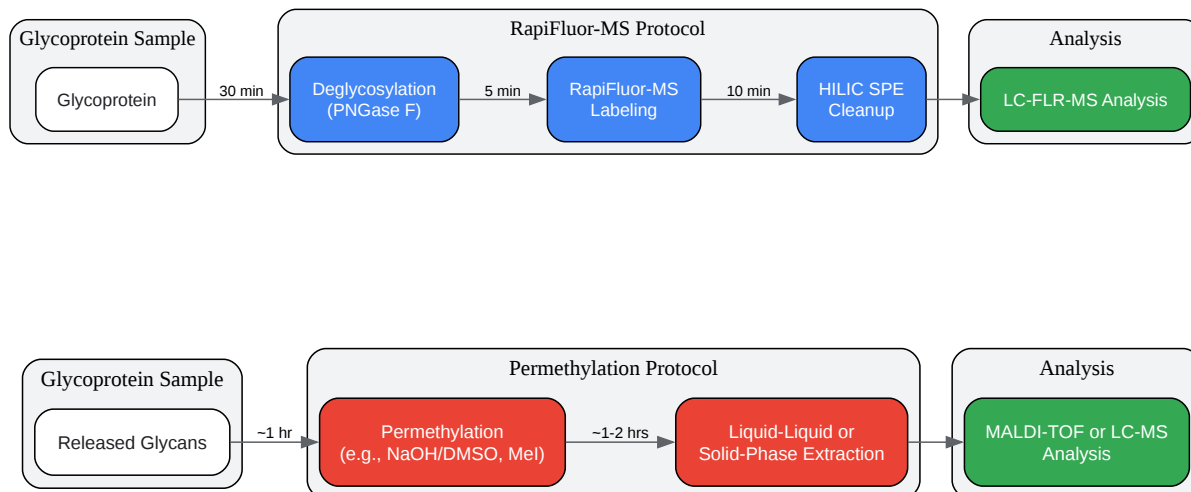 RapiFluor-MS Protocol
Glycoprotein Sample
Analysis
Glycoprotein
30 min
Deglycosylation
(PNGase F)
5 min
RapiFluor-MS
Labeling
10 min
HILIC SPE
Cleanup
LC-FLR-MS Analysis
Glycoprotein Sample
Permethylation Protocol
Analysis
Released Glycans
~1 hr
Permethylation
(e.g., NaOH/DMSO, MeI)
~1-2 hrs
Liquid-Liquid or
Solid-Phase Extraction
MALDI-TOF or LC-MS
Analysis